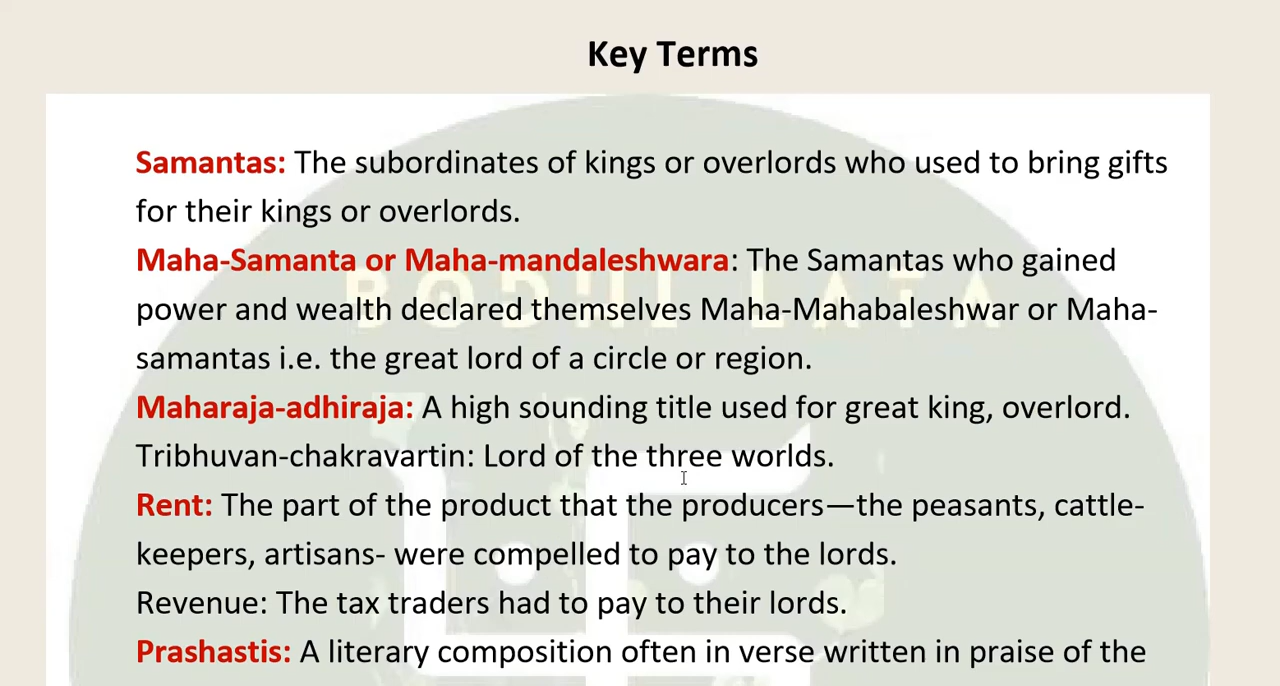 Key Terms
Samantas: The subordinates of kings or overlords who used to bring gifts
for their kings or overlords.
Maha-Samanta or Maha-mandaleshwara: The Samantas who gained
power and wealth declared themselves Maha-Mahabaleshwar or Maha-
samantas i.e. the great lord of a circle or region.
Maharaja-adhiraja: A high sounding title used for great king, overlord.
Tribhuvan-chakravartin: Lord of the three worlds.
Rent: The part of the product that the producers—the peasants, cattle-
keepers, artisans- were compelled to pay to the lords.
Revenue: The tax traders had to pay to their lords.
Prashastis: A literary composition often in verse written in praise of the
BODHI LATA